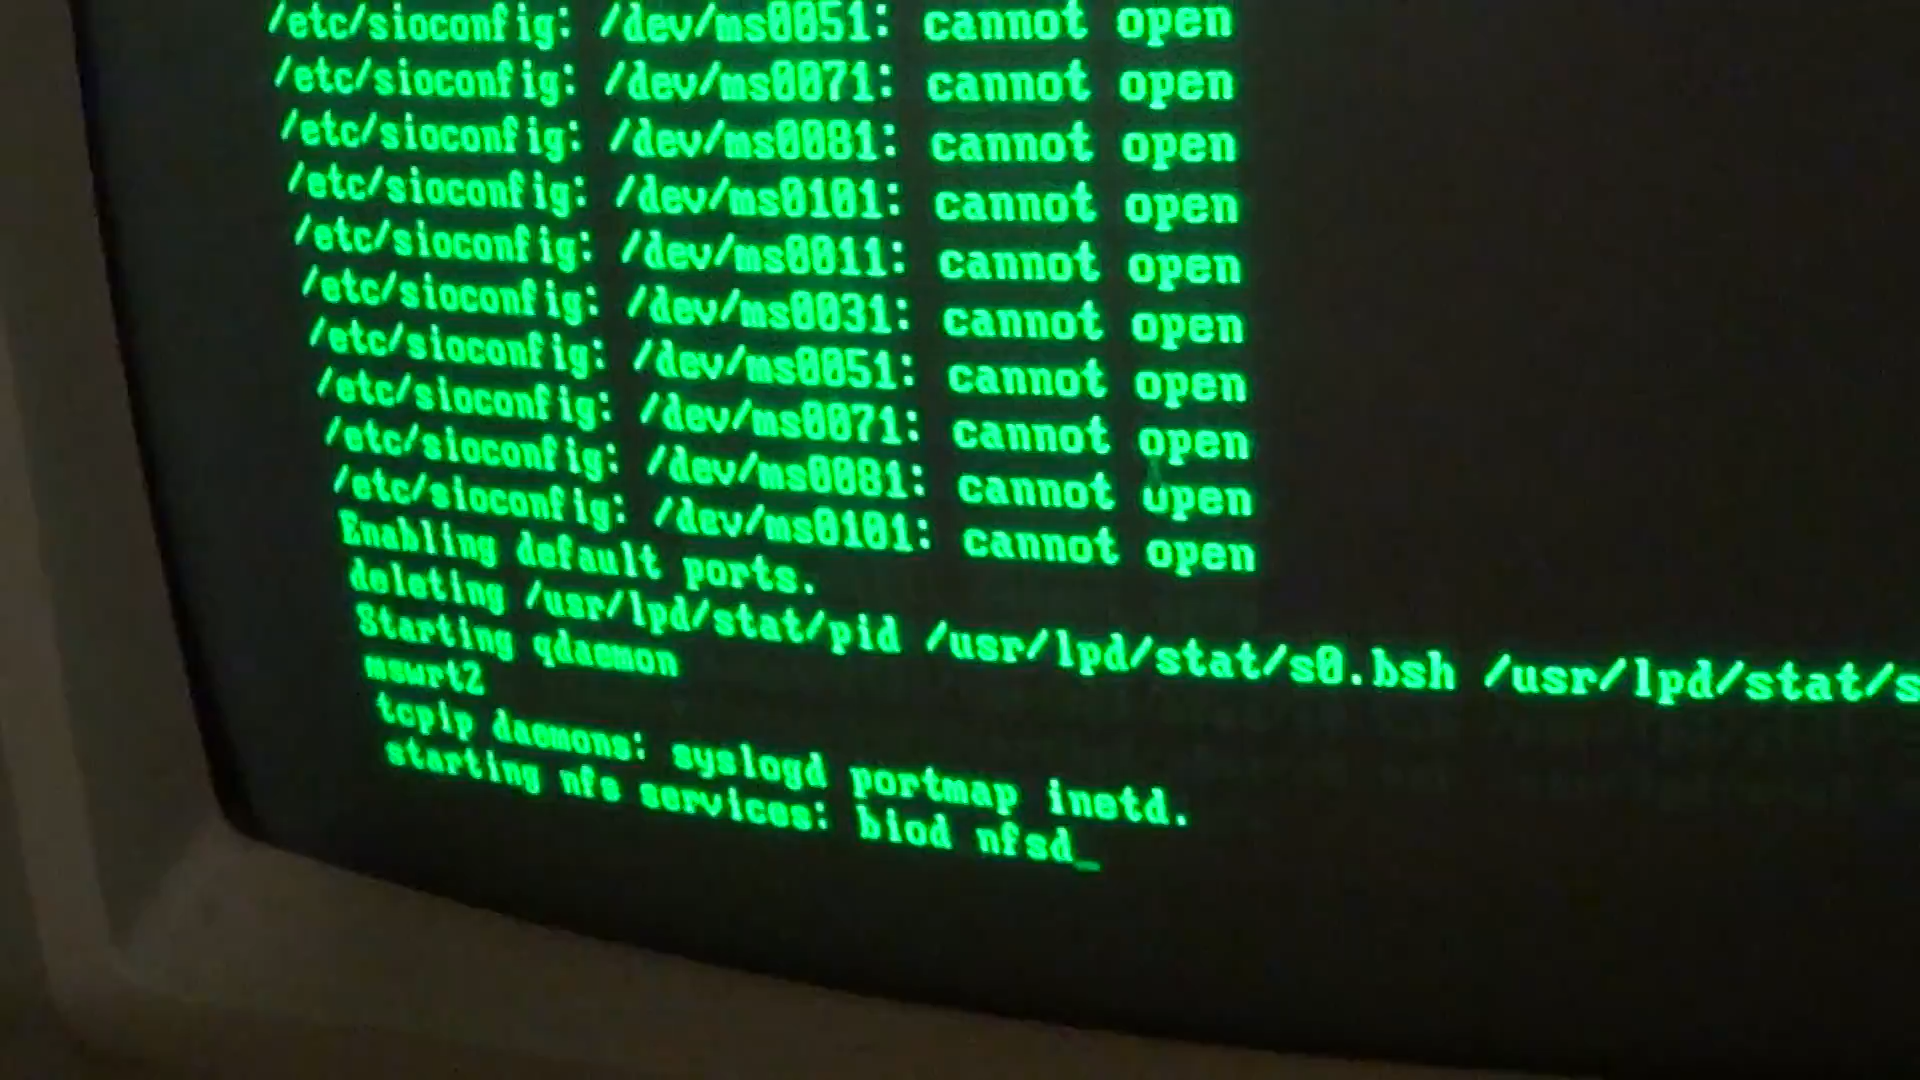 /etc/sioconfig: /dev/ms0051: cannot open
/etc/sioconfig: /dev/ms0071: cannot open
/etc/sioconfig: /dev/ms0081: cannot open
/etc/sioconfig: /dev/ms0101: cannot open
/etc/sioconfig: /dev/ms0011: cannot open
/etc/sioconfig: /dev/ms0031: cannot open
/etc/sioconfig: /dev/ms0051: cannot open
/etc/sioconfig: /dev/ms0071: cannot open
/etc/sioconfig: /dev/ms0081: cannot open
/etc/sioconfig: /dev/ms0101: cannot open
Enabling default ports.
deleting /usr/lpd/stat/pid /usr/lpd/stat/s0.bsh /usr/lpd/stat/s
Starting qdaemon
mswrt2
tcpip daemons: syslogd portmap inetd.
starting nfs services: biod nfsd_